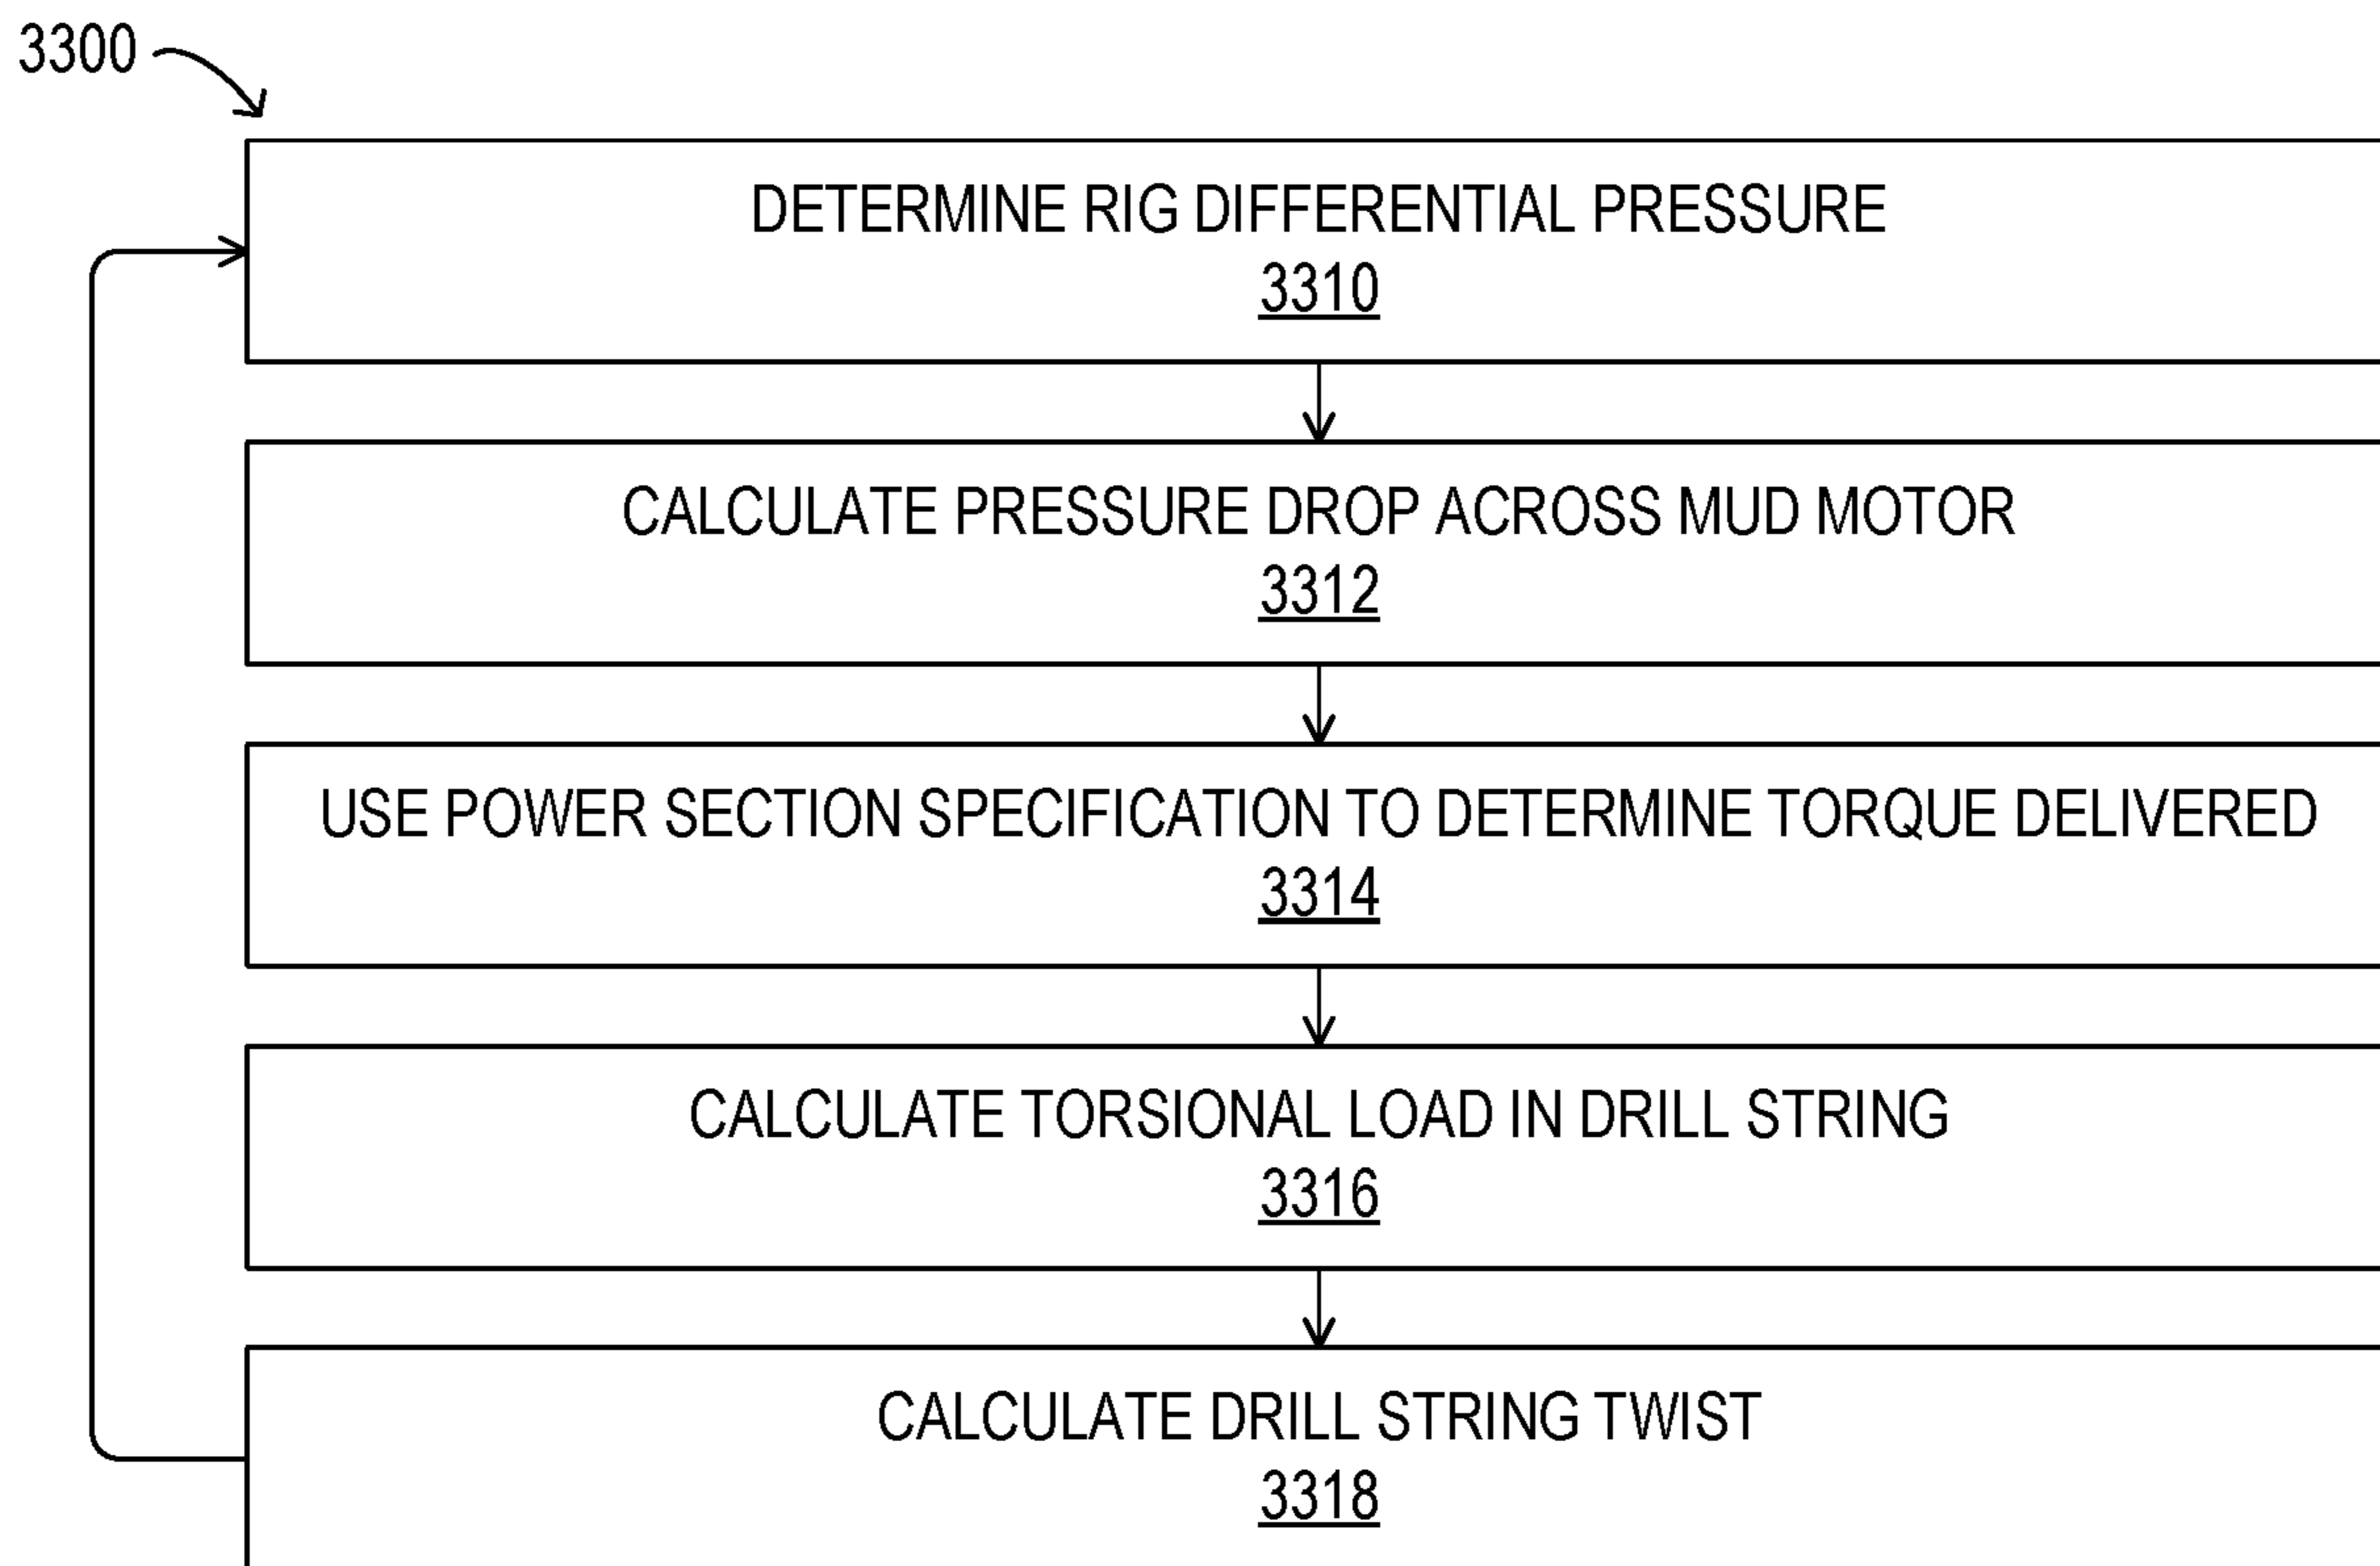 3300
DETERMINE RIG DIFFERENTIAL PRESSURE
3310
CALCULATE PRESSURE DROP ACROSS MUD MOTOR
3312
USE POWER SECTION SPECIFICATION TO DETERMINE TORQUE DELIVERED
3314
CALCULATE TORSIONAL LOAD IN DRILL STRING
3316
CALCULATE DRILL STRING TWIST
3318